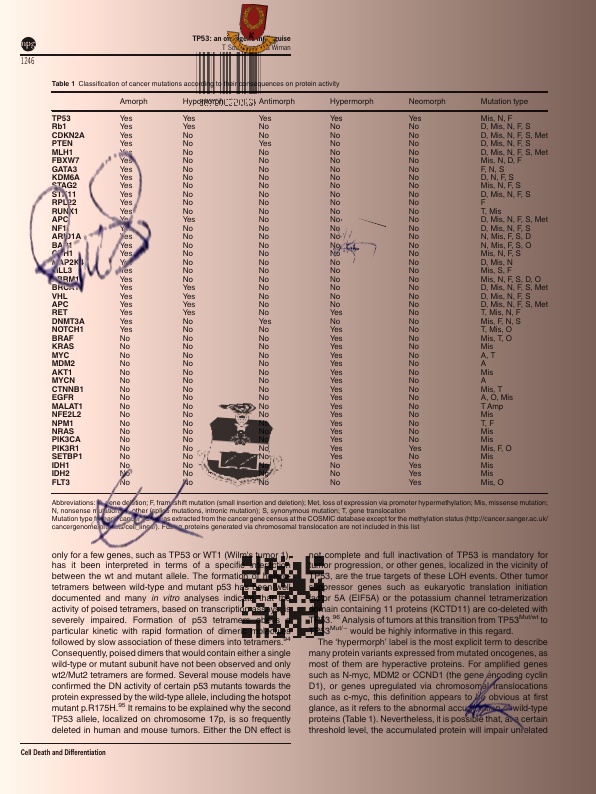 npg
1246
TP53: an on
uise
T So
Wiman
Table 1 Classification of cancer mutations according to their consequences on protein activity
Amorph Hypomorph Antimorph Hypermorph Neomorph Mutation type
TP53 Yes Yes Yes Yes Yes Mis, N, F
Rb1 Yes Yes No No No D, Mis, N, F, S
CDKN2A Yes No No No No D, Mis, N, F, S, Met
PTEN Yes No Yes No No D, Mis, N, F, S
MLH1 Yes No No No No D, Mis, N, F, S, Met
FBXW7 Yes No No No No Mis, N, D, F
GATA3 Yes No No No No F, N, S
KDM6A Yes No No No No D, N, F, S
STAG2 Yes No No No No Mis, N, F, S
STK11 Yes No No No No D, Mis, N, F, S
RPL22 Yes No No No No F
RUNX1 Yes No No No No T, Mis
APC Yes Yes No No No D, Mis, N, F, S, Met
NF1 Yes No No No No D, Mis, N, F, S
ARID1A Yes No No No No N, Mis, F, S, D
BAP1 Yes No No No No N, Mis, F, S, O
CDH1 Yes No No No No Mis, N, F, S
MAP2K4 Yes No No No No D, Mis, N
MLL3 Yes No No No No Mis, S, F
PBRM1 Yes No No No No Mis, N, F, S, D, O
BRCA1 Yes Yes No No No D, Mis, N, F, S, Met
VHL Yes Yes No No No D, Mis, N, F, S
APC Yes Yes No No No D, Mis, N, F, S, Met
RET Yes Yes No Yes No T, Mis, N, F
DNMT3A Yes No Yes No No Mis, F, N, S
NOTCH1 Yes No No Yes No T, Mis, O
BRAF No No No Yes No Mis, T, O
KRAS No No No Yes No Mis
MYC No No No Yes No A, T
MDM2 No No No Yes No A
AKT1 No No No Yes No Mis
MYCN No No No Yes No A
CTNNB1 No No No Yes No Mis, T
EGFR No No No Yes No A, O, Mis
MALAT1 No No No Yes No T Amp
NFE2L2 No No No Yes No Mis
NPM1 No No No Yes No T, F
NRAS No No No Yes No Mis
PIK3CA No No No Yes No Mis
PIK3R1 No No No Yes No Mis, F, O
SETBP1 No No No Yes No Mis
IDH1 No No No No Yes Mis
IDH2 No No No No Yes Mis
FLT3 No No No Yes No Mis, O
Abbreviations: D, gene deletion; F, frameshift mutation (small insertion and deletion); Met, loss of expression via promoter hypermethylation; Mis, missense mutation;
N, nonsense mutation; O, other (splice mutations, intronic mutation); S, synonymous mutation; T, gene translocation
Mutation type for each cancer gene was extracted from the cancer gene census at the COSMIC database except for the methylation status (http://cancer.sanger.ac.uk/
cancergenome/projects/cell_lines/). Fusion proteins generated via chromosomal translocation are not included in this list
only for a few genes, such as TP53 or WT1 (Wilm's tumor 1),
has it been interpreted in terms of a specific interaction
between the wt and mutant allele. The formation of mixed
tetramers between wild-type and mutant p53 has been well
documented and many in vitro analyses indicate that the
activity of poised tetramers, based on transcription assays, is
severely impaired. Formation of p53 tetramers obeys a
particular kinetic with rapid formation of dimer
followed by slow association of these dimers into tetramers.94
Consequently, poised dimers that would contain either a single
wild-type or mutant subunit have not been observed and only
wt2/Mut2 tetramers are formed. Several mouse models have
confirmed the DN activity of certain p53 mutants towards the
protein expressed by the wild-type allele, including the hotspot
mutant p.R175H.95 It remains to be explained why the second
TP53 allele, localized on chromosome 17p, is so frequently
deleted in human and mouse tumors. Either the DN effect is
not complete and full inactivation of TP53 is mandatory for
tumor progression, or other genes, localized in the vicinity of
TP53, are the true targets of these LOH events. Other tumor
suppressor genes such as eukaryotic translation initiation
factor 5A (EIF5A) or the potassium channel tetramerization
domain containing 11 proteins (KCTD11) are co-deleted with
TP53.96 Analysis of tumors at this transition from TP53Mut/wt to
TP53Mut/− would be highly informative in this regard.
The 'hypermorph' label is the most explicit term to describe
many protein variants expressed from mutated oncogenes, as
most of them are hyperactive proteins. For amplified genes
such as N-myc, MDM2 or CCND1 (the gene encoding cyclin
D1), or genes upregulated via chromosomal translocations
such as c-myc, this definition appears to be obvious at first
glance, as it refers to the abnormal accumulation of wild-type
proteins (Table 1). Nevertheless, it is possible that, at a certain
threshold level, the accumulated protein will impair unrelated
Cell Death and Differentiation